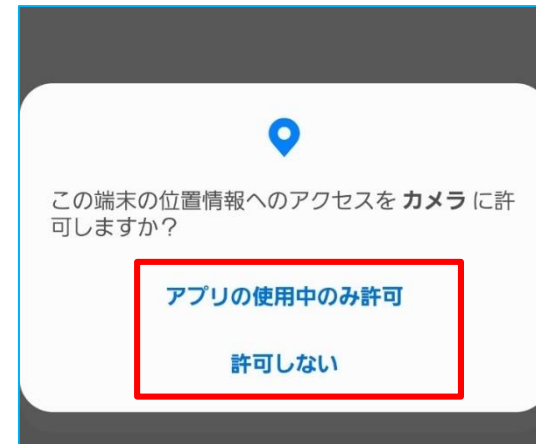 この端末の位置情報へのアクセスを カメラ に許
可しますか？
アプリの使用中のみ許可
許可しない